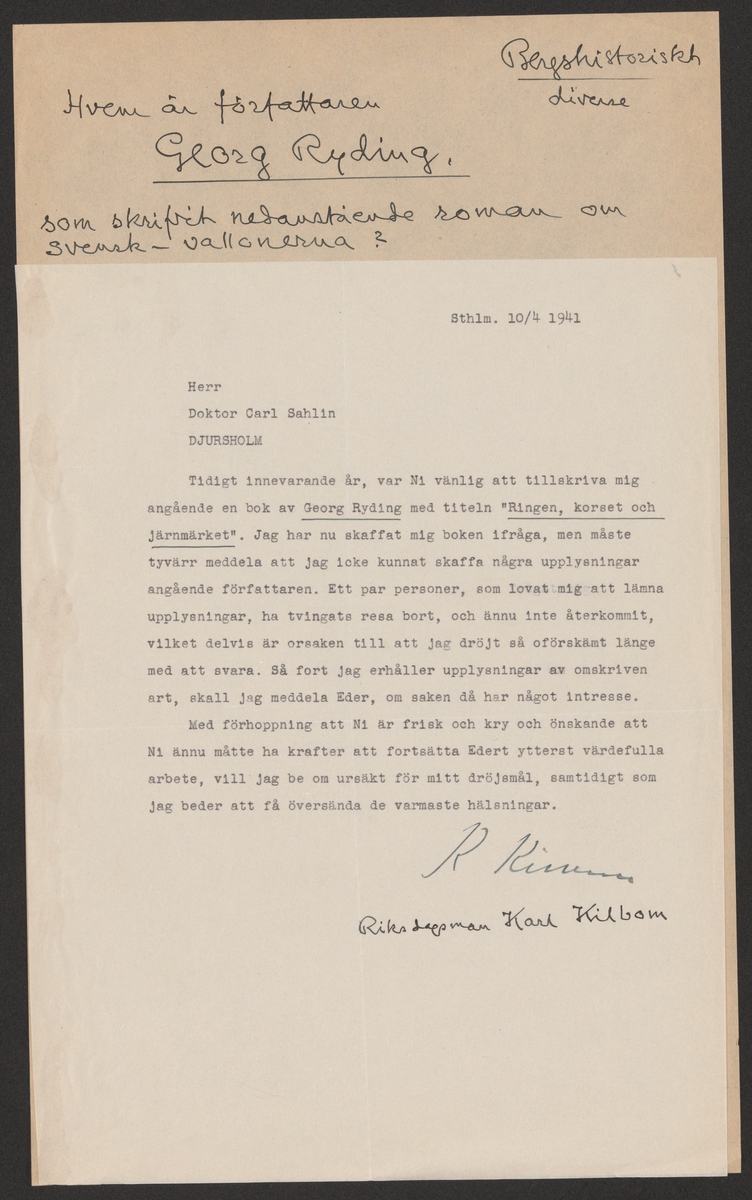 Bergshistoriskt
diverse
Hvem är författaren
Georg Ryding.
som skrifvit nedanstående roman om
svensk-vallonerna?
Sthlm. 10/4 1941
Herr
Doktor Carl Sahlin
DJURSHOLM
Tidigt innevarande år, var Ni vänlig att tillskriva mig
angående en bok av Georg Ryding med titeln "Ringen, korset och
järnmärket". Jag har nu skaffat mig boken ifråga, men måste
tyvärr meddela att jag icke kunnat skaffa några upplysningar
angående författaren. Ett par personer, som lovat mig att lämna
upplysningar, ha tvingats resa bort, och ännu inte återkommit,
vilket delvis är orsaken till att jag dröjt så oförskämt länge
med att svara. Så fort jag erhåller upplysningar av omskriven
art, skall jag meddela Eder, om saken då har något intresse.
Med förhoppning att Ni är frisk och kry och önskande att
Ni ännu måtte ha krafter att fortsätta Edert ytterst värdefulla
arbete, vill jag be om ursäkt för mitt dröjsmål, samtidigt som
jag beder att få översända de varmaste hälsningar.
K Kilbom
Riksdagsman Karl Kilbom